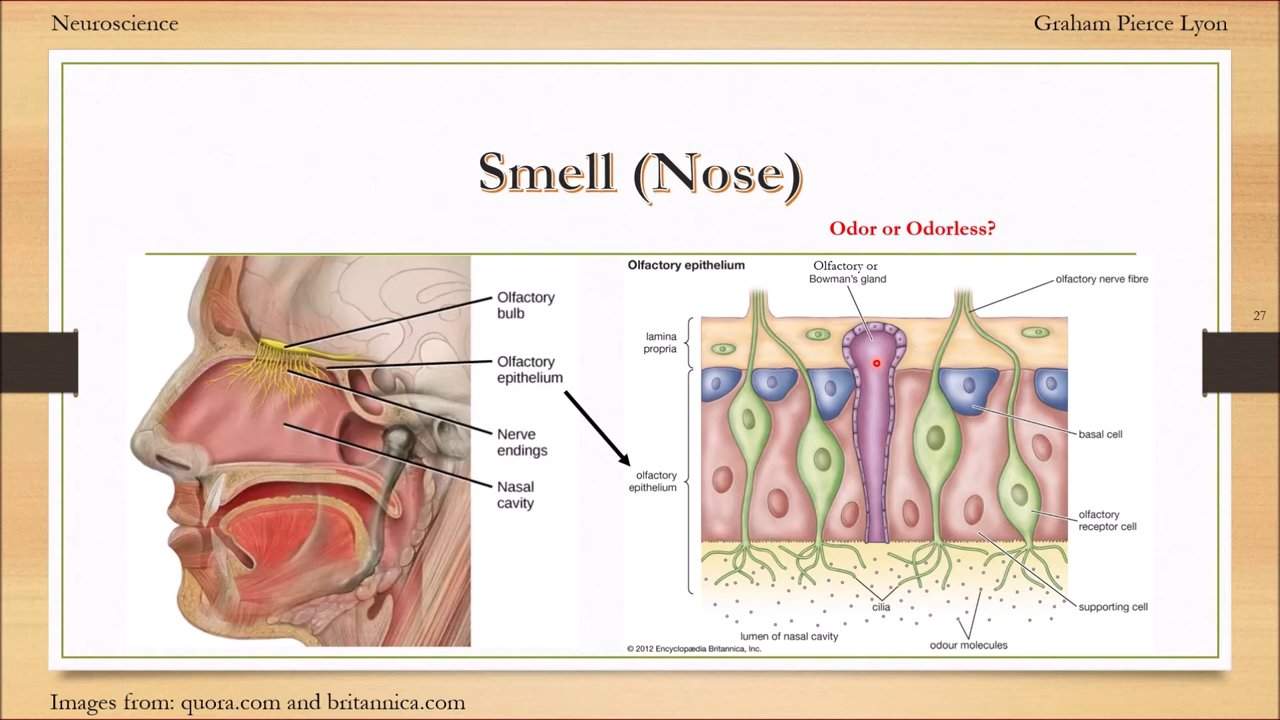 Neuroscience
Graham Pierce Lyon
Smell (Nose)
Odor or Odorless?
27
Olfactory
bulb
Olfactory
epithelium
Nerve
endings
Nasal
cavity
Olfactory epithelium
Olfactory or
Bowman's gland
olfactory nerve fibre
lamina
propria
basal cell
olfactory
epithelium
olfactory
receptor cell
cilia
supporting cell
lumen of nasal cavity
odour molecules
© 2012 Encyclopædia Britannica, Inc.
Images from: quora.com and britannica.com